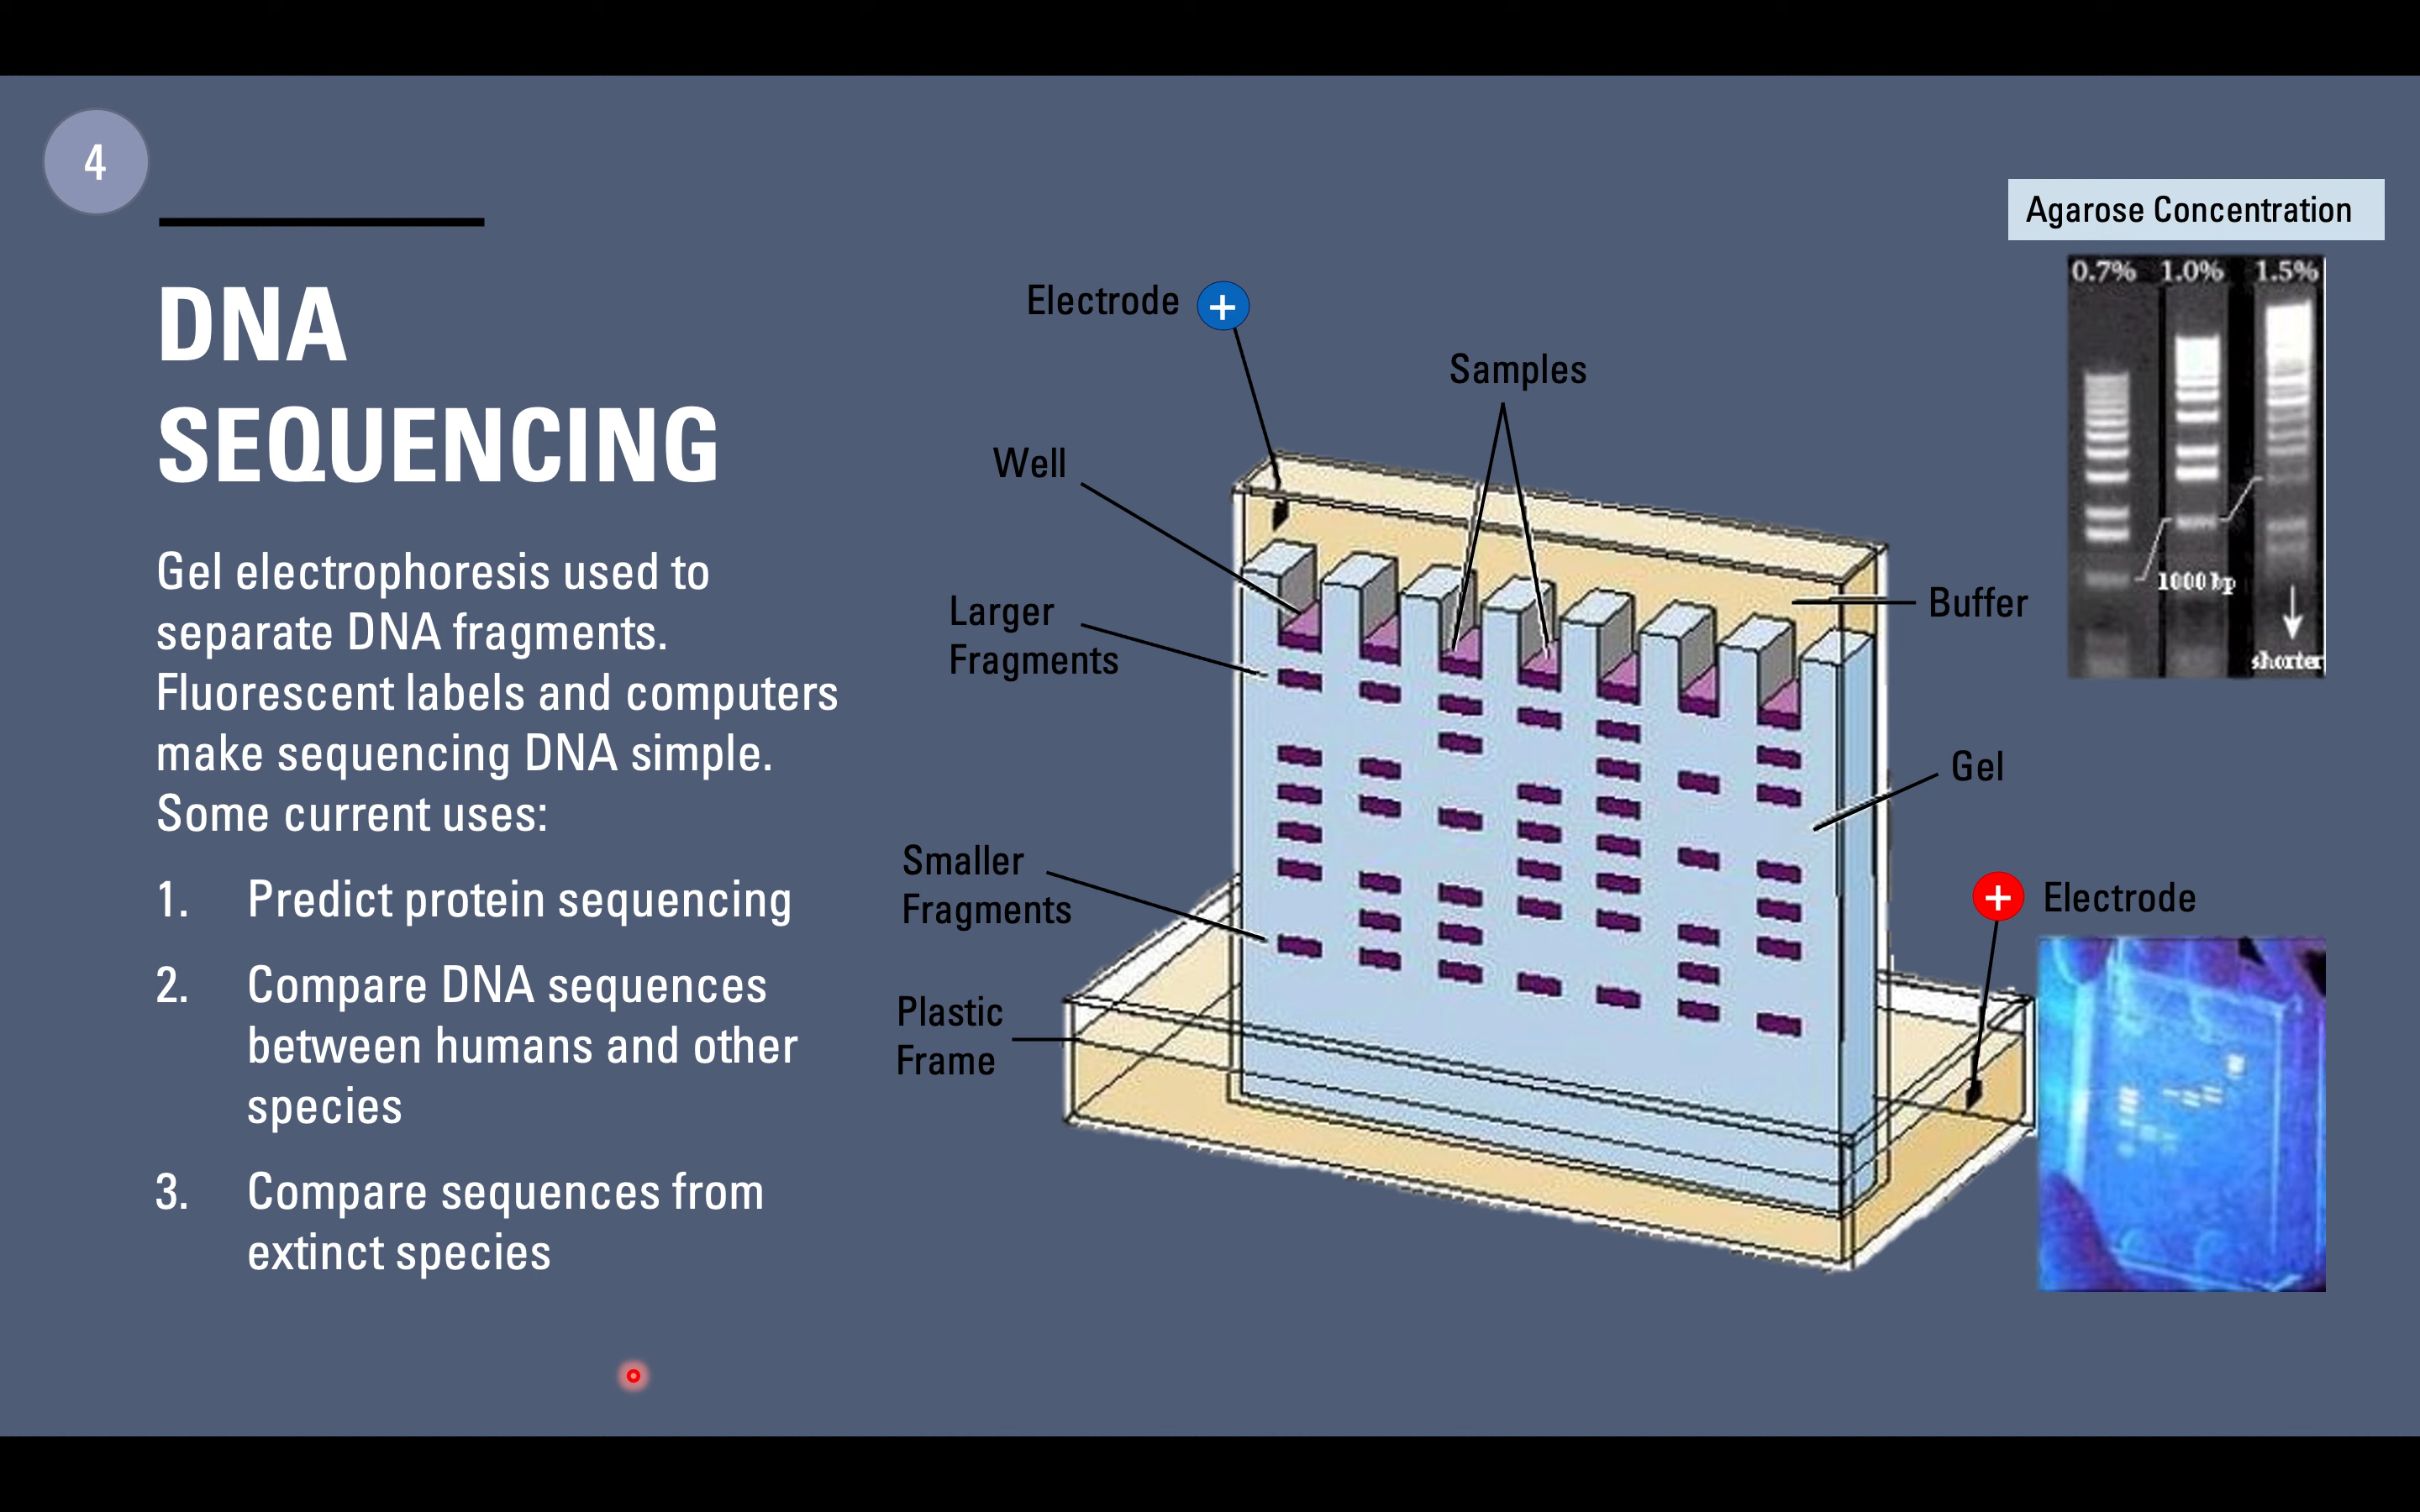 4
DNA
SEQUENCING
Gel electrophoresis used to
separate DNA fragments.
Fluorescent labels and computers
make sequencing DNA simple.
Some current uses:
1. Predict protein sequencing
2. Compare DNA sequences
between humans and other
species
3. Compare sequences from
extinct species
Electrode +
Samples
Well
Larger
Fragments
Smaller
Fragments
Plastic
Frame
Buffer
Gel
+ Electrode
Agarose Concentration
0.7% 1.0% 1.5%
1000 bp
shorter